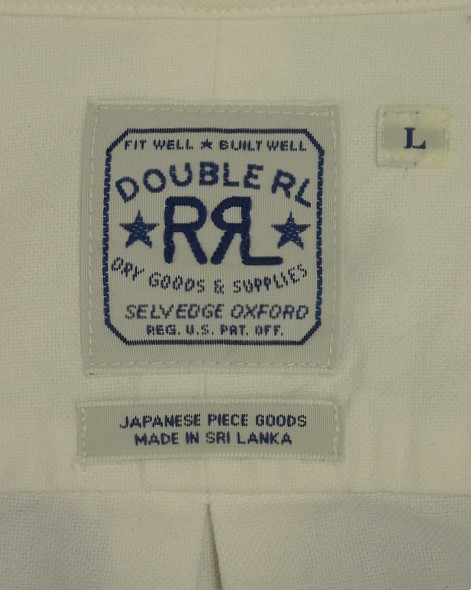 FIT WELL ★ BUILT WELL
DOUBLE RL
RRL
DRY GOODS & SUPPLIES
SELVEDGE OXFORD
REG. U.S. PAT. OFF.
L
JAPANESE PIECE GOODS
MADE IN SRI LANKA